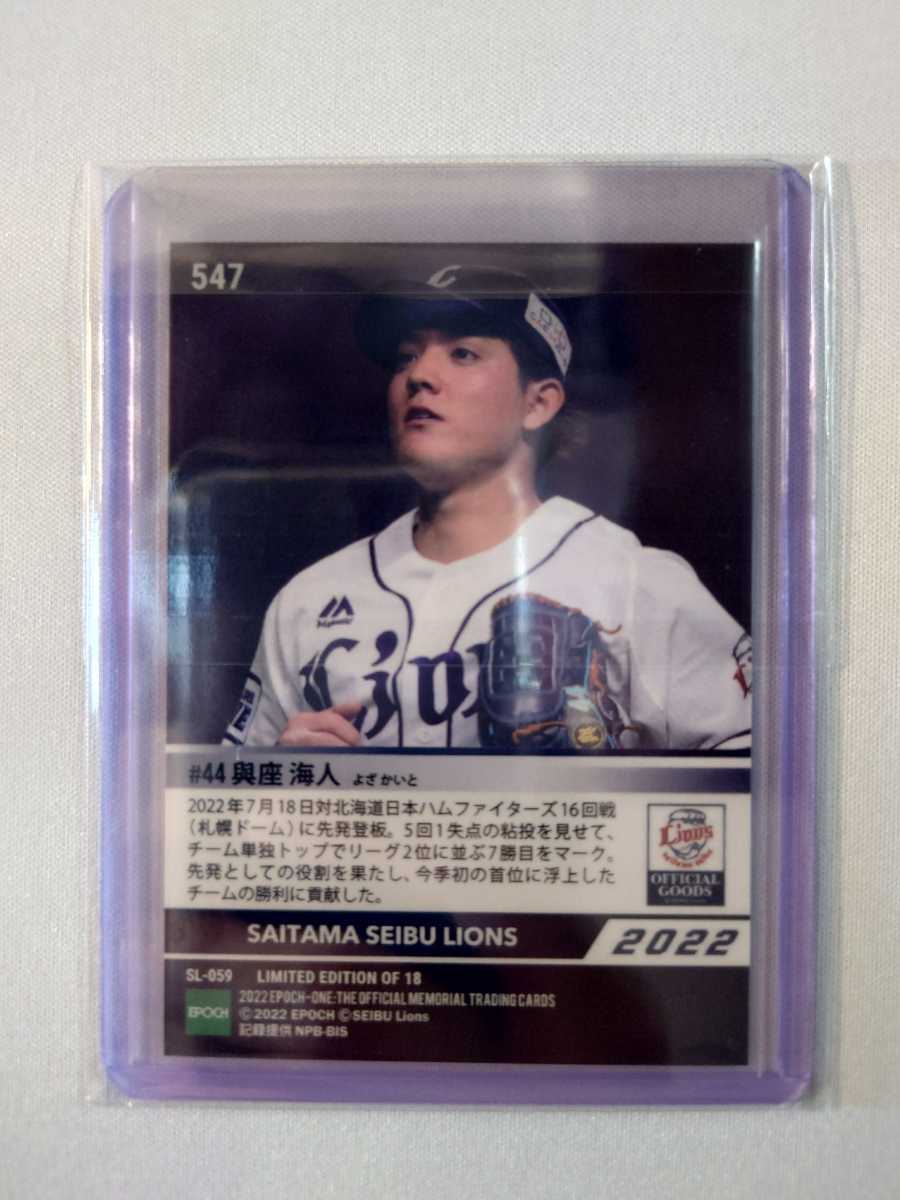 547
Majestic
Lions
#44 與座 海人 よざ かいと
2022年7月18日対北海道日本ハムファイターズ16回戦
(札幌ドーム)に先発登板。5回1失点の粘投を見せて、
チーム単独トップでリーグ2位に並ぶ7勝目をマーク。
先発としての役割を果たし、今季初の首位に浮上した
チームの勝利に貢献した。
Lions
OFFICIAL
GOODS
SAITAMA SEIBU LIONS
2022
SL-059 LIMITED EDITION OF 18
EPOCH
2022 EPOCH-ONE:THE OFFICIAL MEMORIAL TRADING CARDS
©2022 EPOCH ©SEIBU Lions
記録提供 NPB-BIS